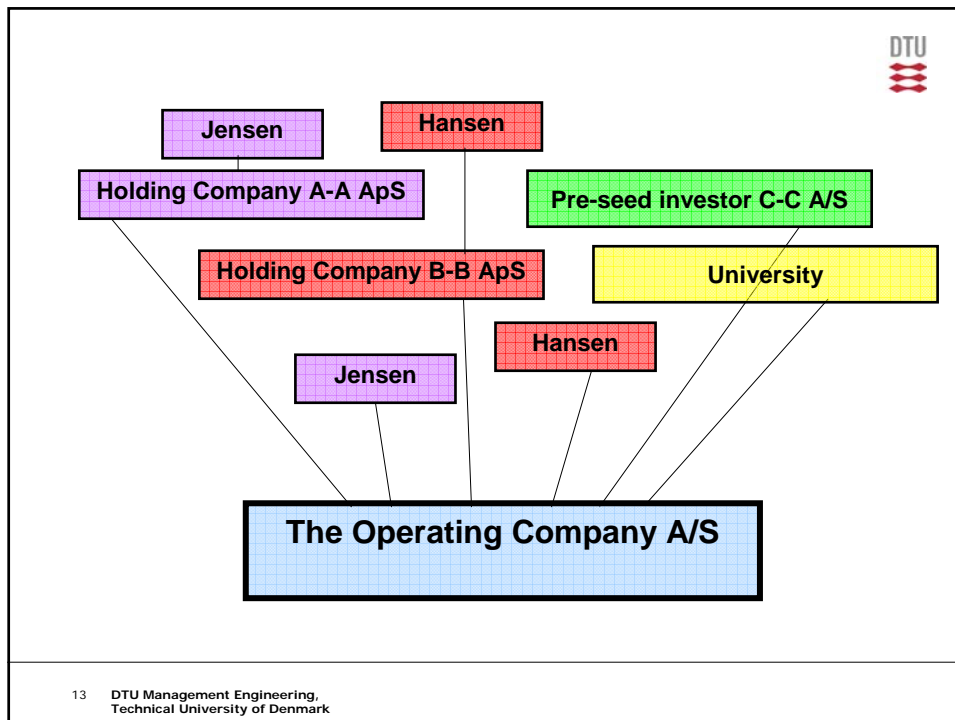 DTU
Jensen
Hansen
Holding Company A-A ApS
Pre-seed investor C-C A/S
Holding Company B-B ApS
University
Hansen
Jensen
The Operating Company A/S
13 DTU Management Engineering,
Technical University of Denmark